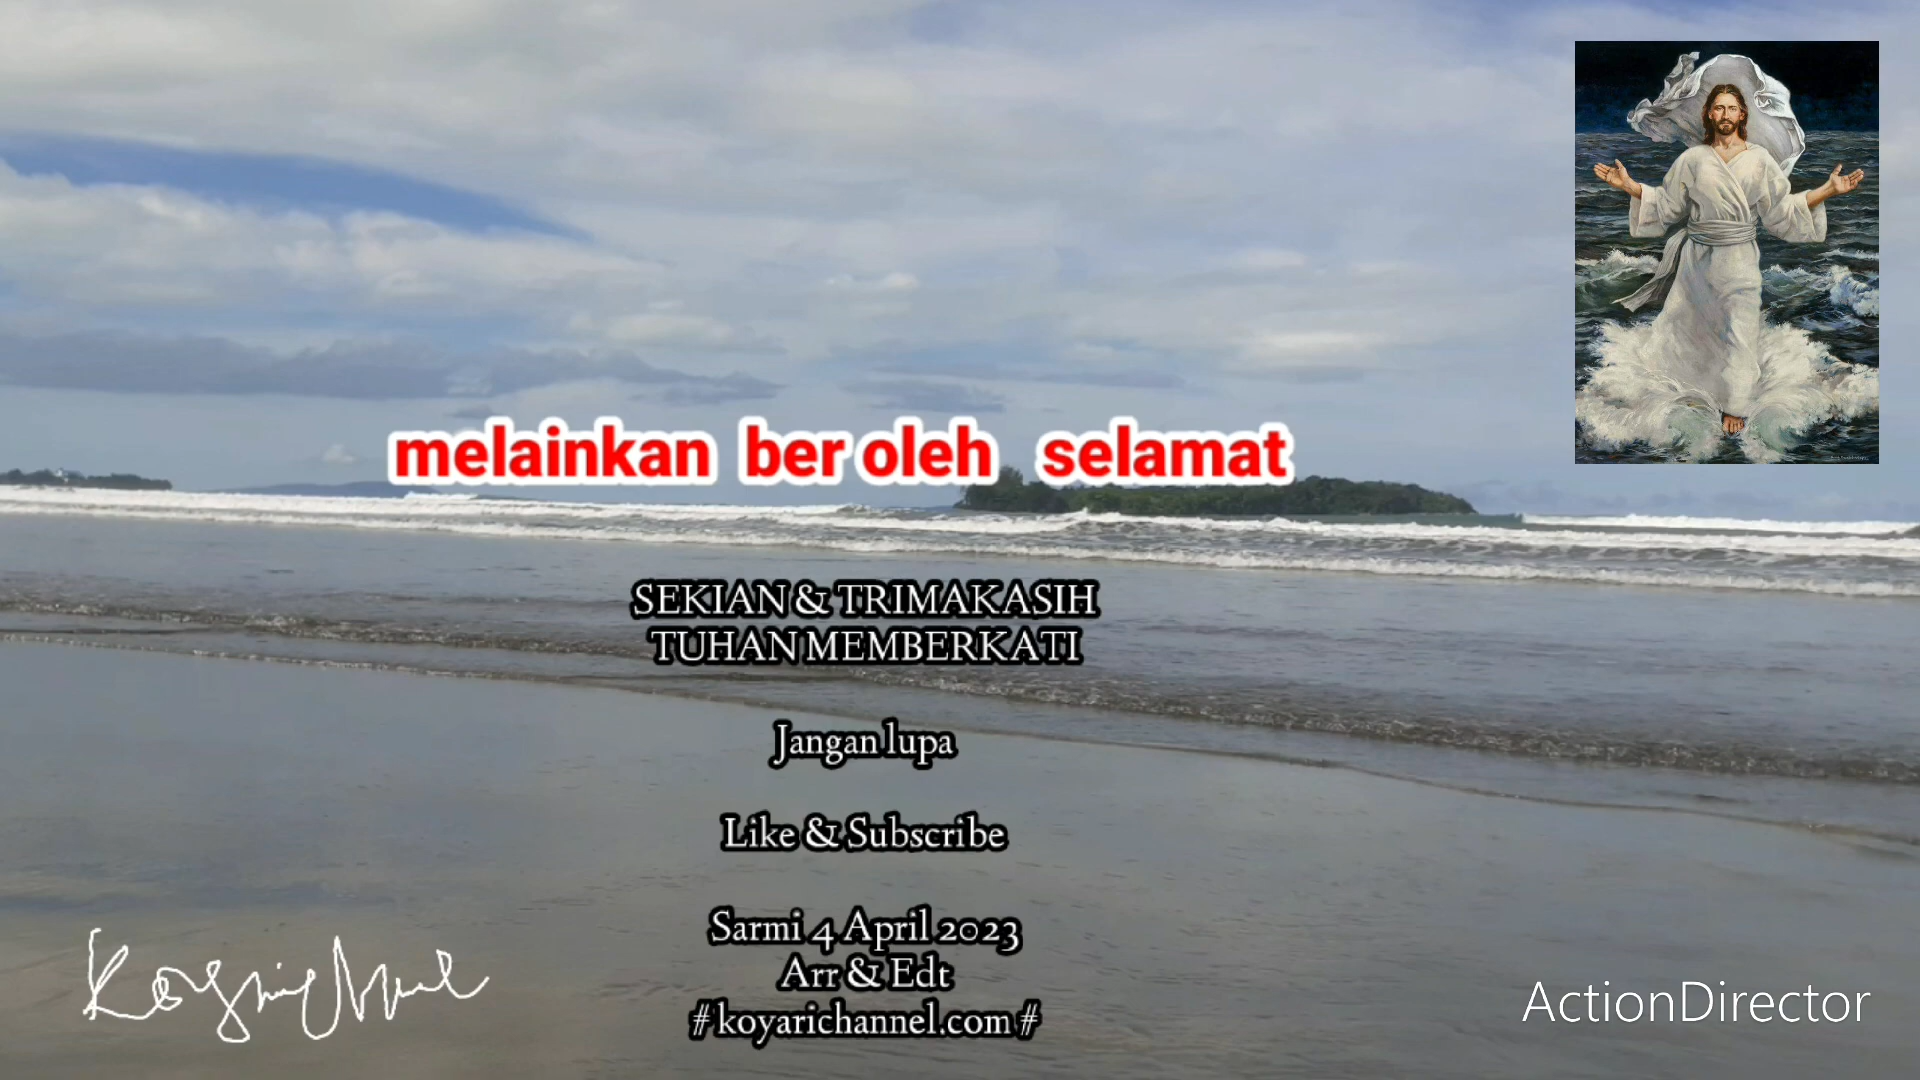 melainkan ber oleh selamat
SEKIAN & TRIMAKASIH
TUHAN MEMBERKATI
Jangan lupa
Like & Subscribe
Sarmi 4 April 2023
Arr & Edt
# koyarichannel.com #
ActionDirector